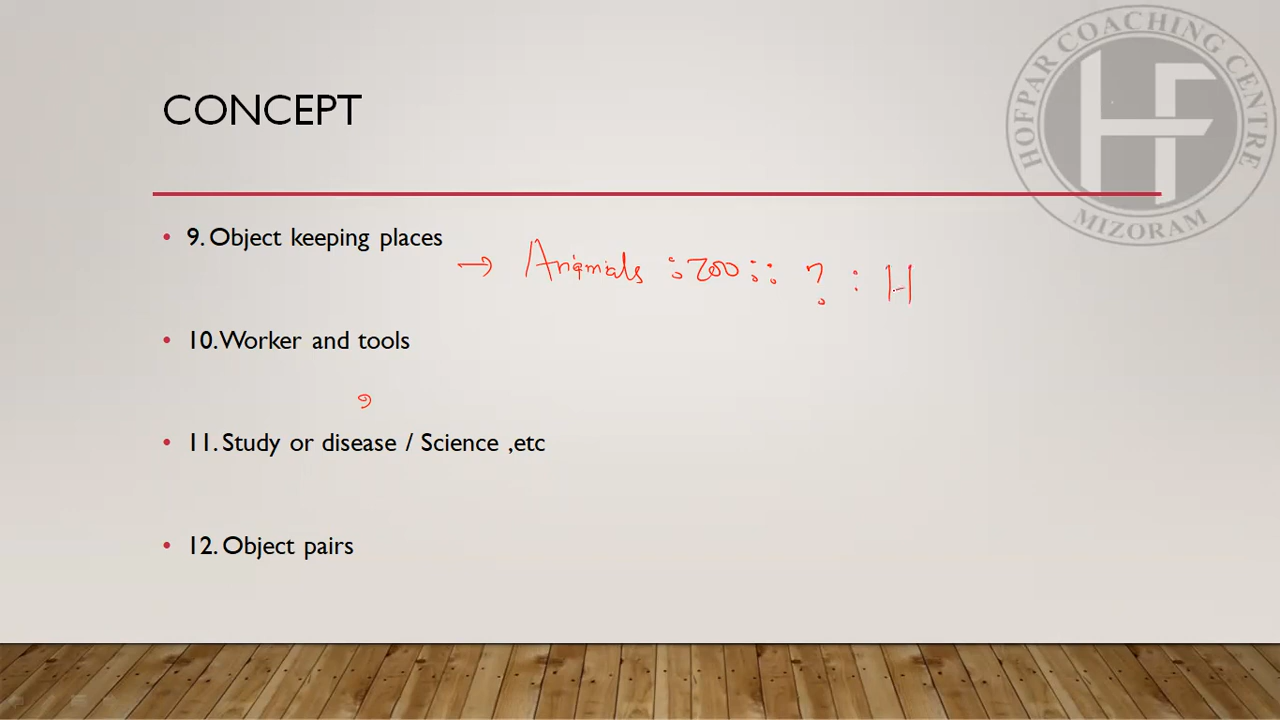 HOFPAR COACHING CENTRE
HF
MIZORAM
CONCEPT
• 9. Object keeping places
→ Animals : Zoo :: ? : H
• 10. Worker and tools
• 11. Study or disease / Science ,etc
• 12. Object pairs